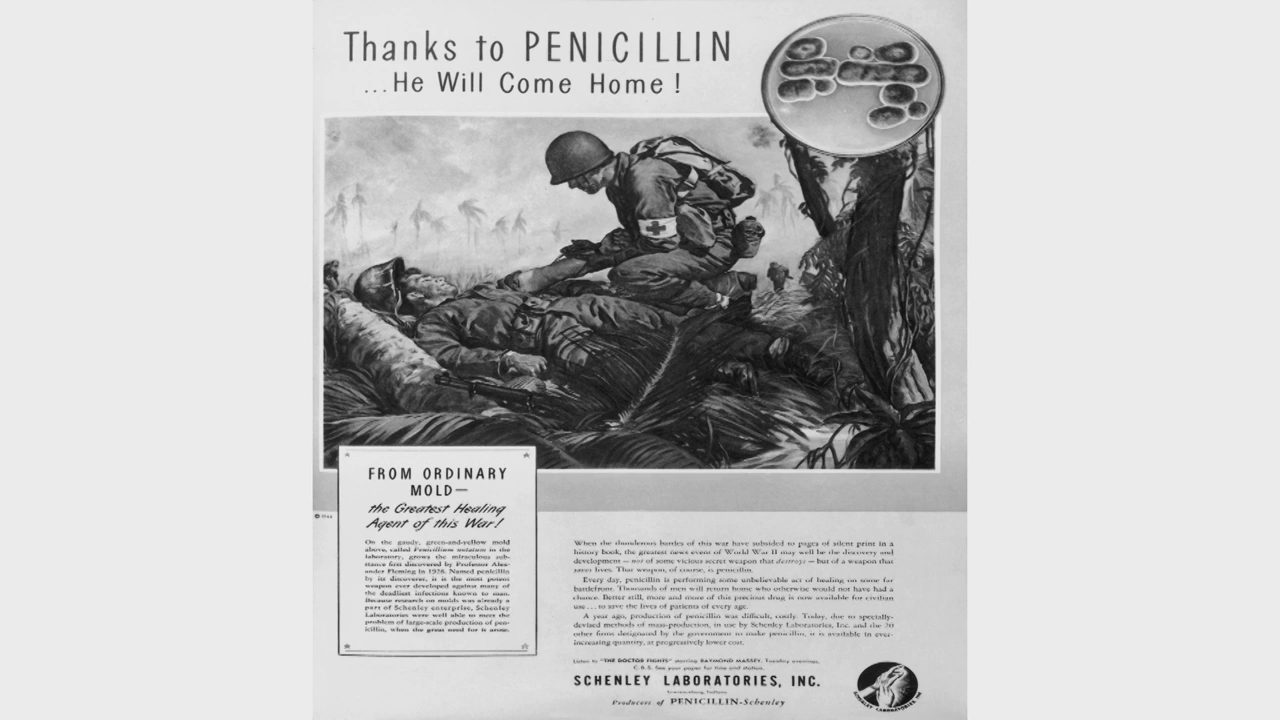 Thanks to PENICILLIN
...He Will Come Home!
FROM ORDINARY
MOLD—
the Greatest Healing
Agent of this War!
On the gaudy, green-and-yellow mold
above, called Penicillium notatum in the
laboratory, grows the miraculous sub-
stance first discovered by Professor Alex-
ander Fleming in 1928. Named penicillin
by its discoverer, it is the most potent
weapon ever developed against many of
the deadliest infections known to man.
Because research on molds was already a
part of Schenley enterprise, Schenley
Laboratories were well able to meet the
problem of large-scale production of pen-
icillin, when the great need for it arose.
When the thunderous battles of this war have subsided to pages of silent print in a
history book, the greatest news event of World War II may well be the discovery and
development — not of some vicious secret weapon that destroys — but of a weapon that
saves lives. That weapon, of course, is penicillin.
Every day, penicillin is performing some unbelievable act of healing on some far
battlefront. Thousands of men will return home who otherwise would not have had a
chance. Better still, more and more of this precious drug is now available for civilian
use . . . to save the lives of patients of every age.
A year ago, production of penicillin was difficult, costly. Today, due to specially-
devised methods of mass-production, in use by Schenley Laboratories, Inc. and the 20
other firms designated by the government to make penicillin, it is available in ever-
increasing quantity, at progressively lower cost.
Listen to "THE DOCTOR FIGHTS" starring RAYMOND MASSEY, Tuesday evenings,
C.B.S. See your paper for time and station.
SCHENLEY LABORATORIES, INC.
Lawrenceburg, Indiana
Producers of PENICILLIN-Schenley
SCHENLEY LABORATORIES, INC.